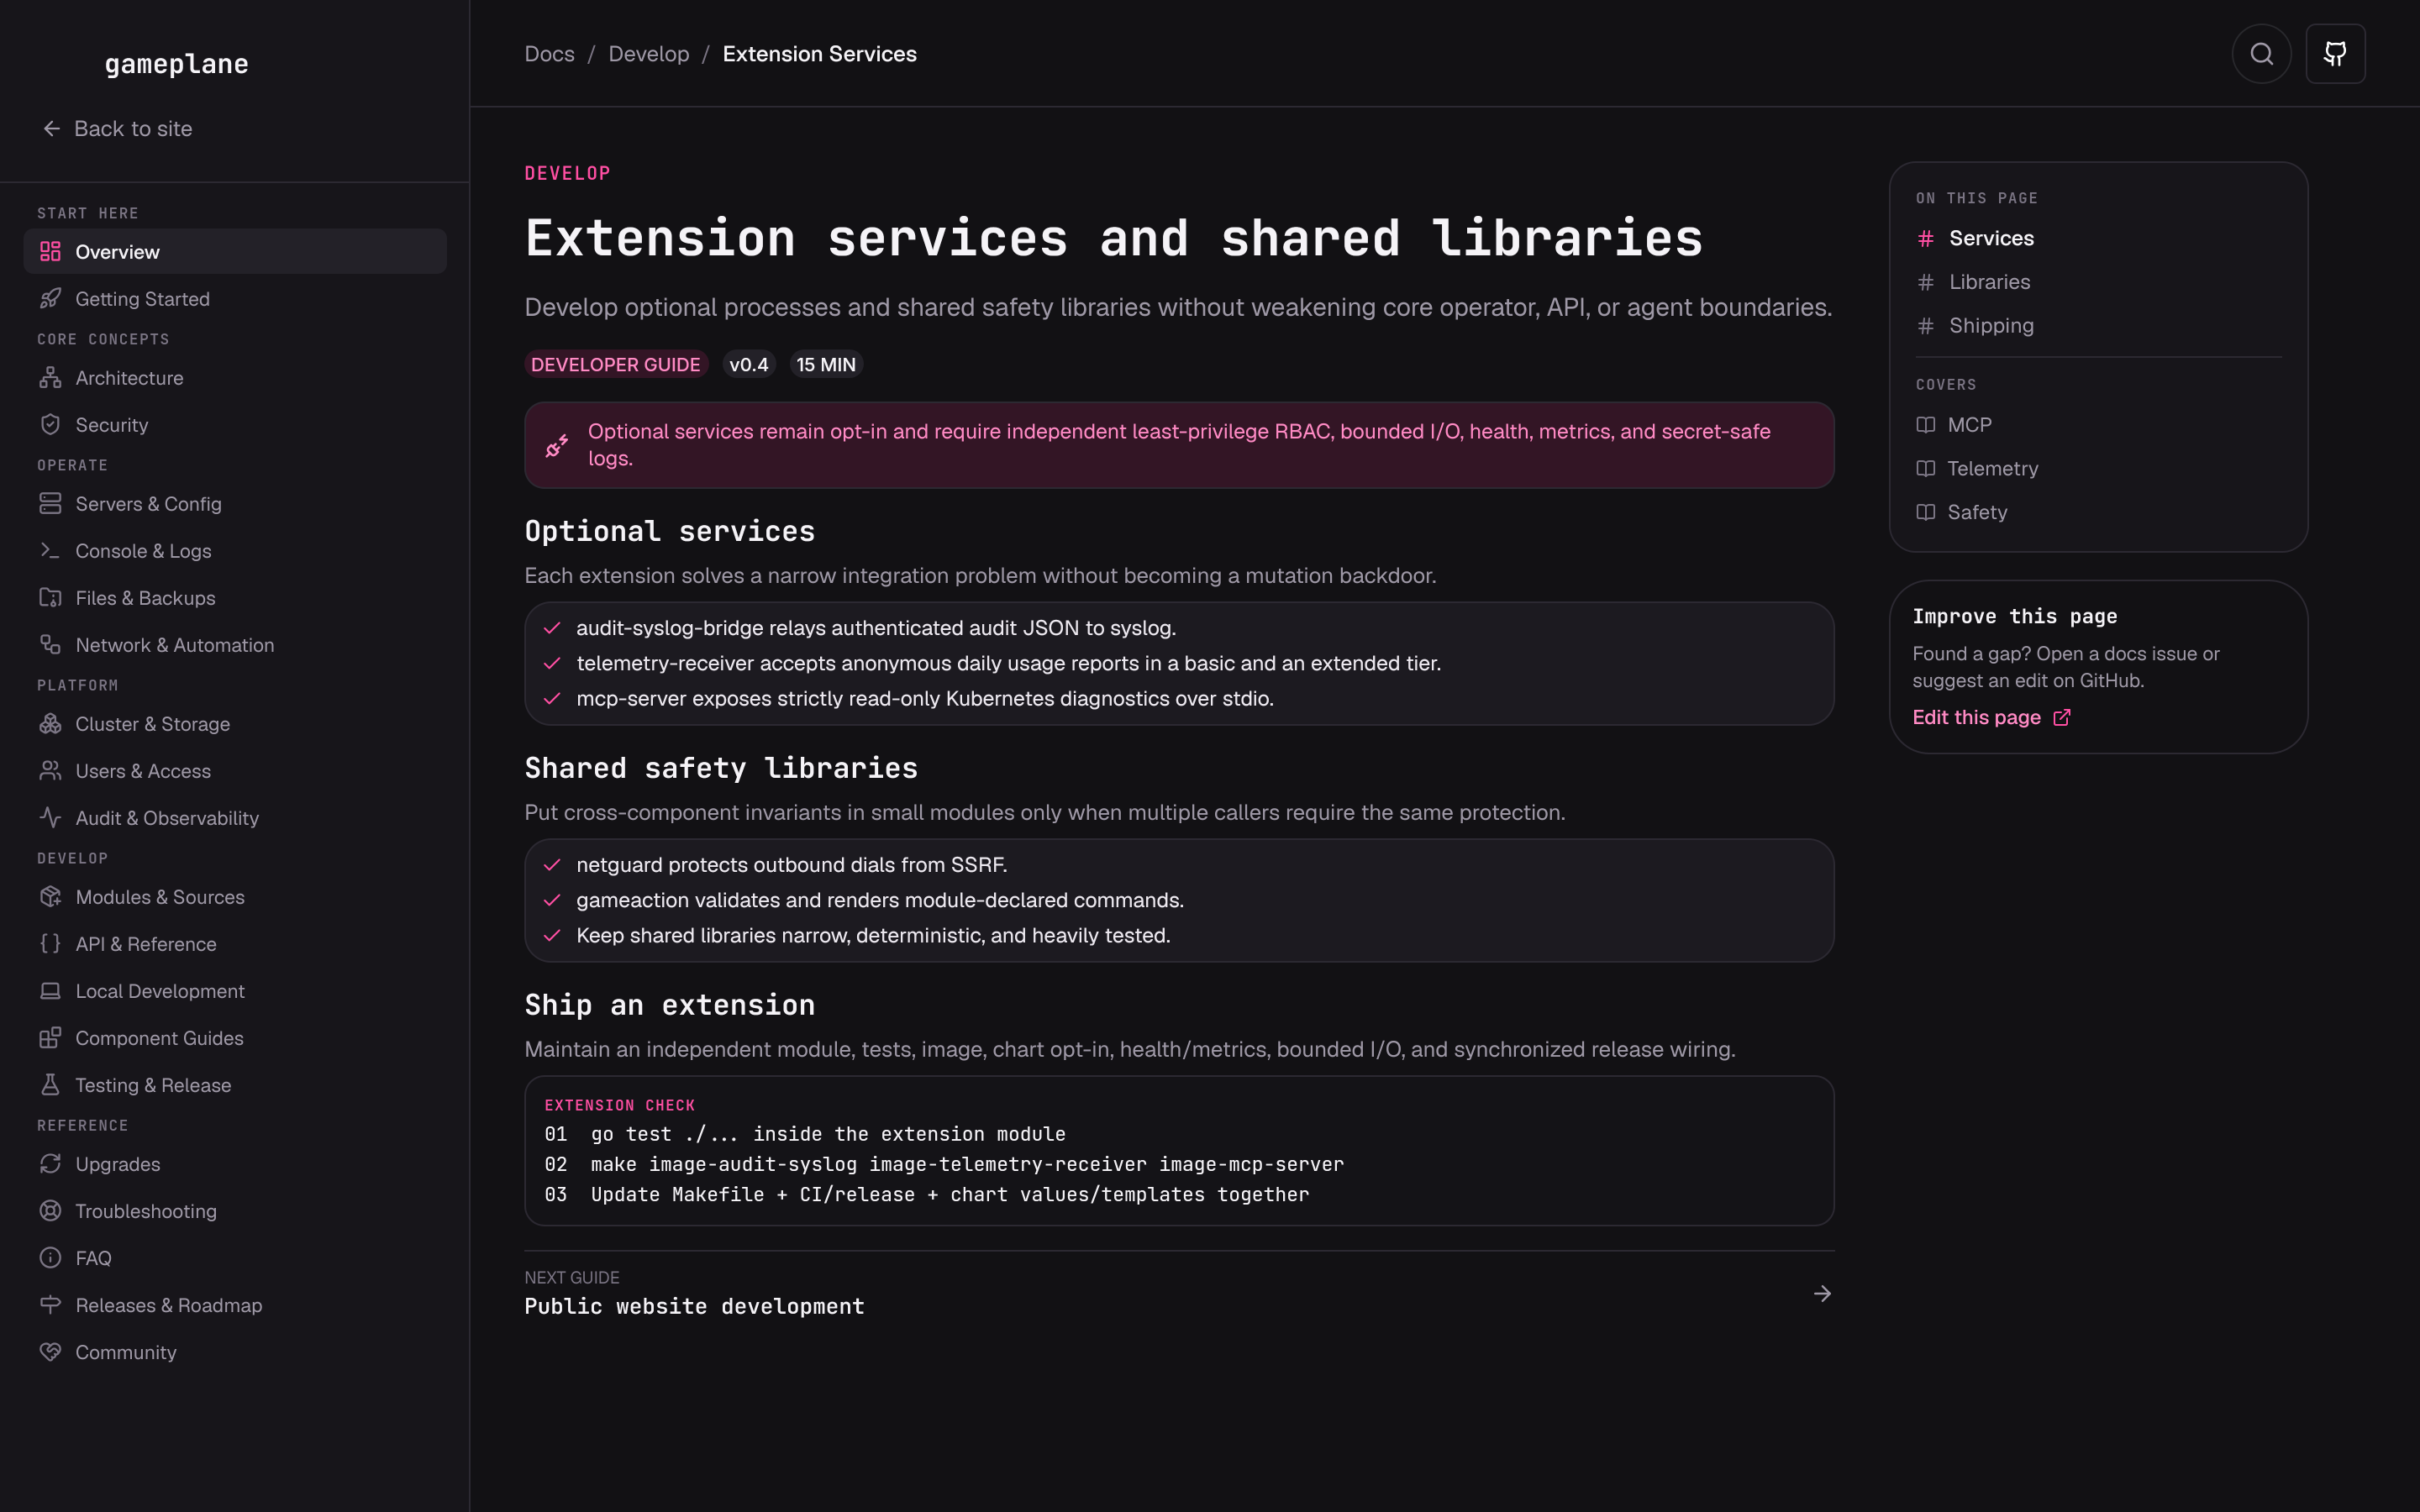 gameplane
Back to site
START HERE
Overview
Getting Started
CORE CONCEPTS
Architecture
Security
OPERATE
Servers & Config
Console & Logs
Files & Backups
Network & Automation
PLATFORM
Cluster & Storage
Users & Access
Audit & Observability
DEVELOP
Modules & Sources
API & Reference
Local Development
Component Guides
Testing & Release
REFERENCE
Upgrades
Troubleshooting
FAQ
Releases & Roadmap
Community
Docs / Develop / Extension Services
DEVELOP
Extension services and shared libraries
Develop optional processes and shared safety libraries without weakening core operator, API, or agent boundaries.
DEVELOPER GUIDE v0.4 15 MIN
Optional services remain opt-in and require independent least-privilege RBAC, bounded I/O, health, metrics, and secret-safe
logs.
Optional services
Each extension solves a narrow integration problem without becoming a mutation backdoor.
audit-syslog-bridge relays authenticated audit JSON to syslog.
telemetry-receiver accepts anonymous daily usage reports in a basic and an extended tier.
mcp-server exposes strictly read-only Kubernetes diagnostics over stdio.
Shared safety libraries
Put cross-component invariants in small modules only when multiple callers require the same protection.
netguard protects outbound dials from SSRF.
gameaction validates and renders module-declared commands.
Keep shared libraries narrow, deterministic, and heavily tested.
Ship an extension
Maintain an independent module, tests, image, chart opt-in, health/metrics, bounded I/O, and synchronized release wiring.
EXTENSION CHECK
01 go test ./... inside the extension module
02 make image-audit-syslog image-telemetry-receiver image-mcp-server
03 Update Makefile + CI/release + chart values/templates together
NEXT GUIDE
Public website development
ON THIS PAGE
# Services
# Libraries
# Shipping
COVERS
MCP
Telemetry
Safety
Improve this page
Found a gap? Open a docs issue or
suggest an edit on GitHub.
Edit this page